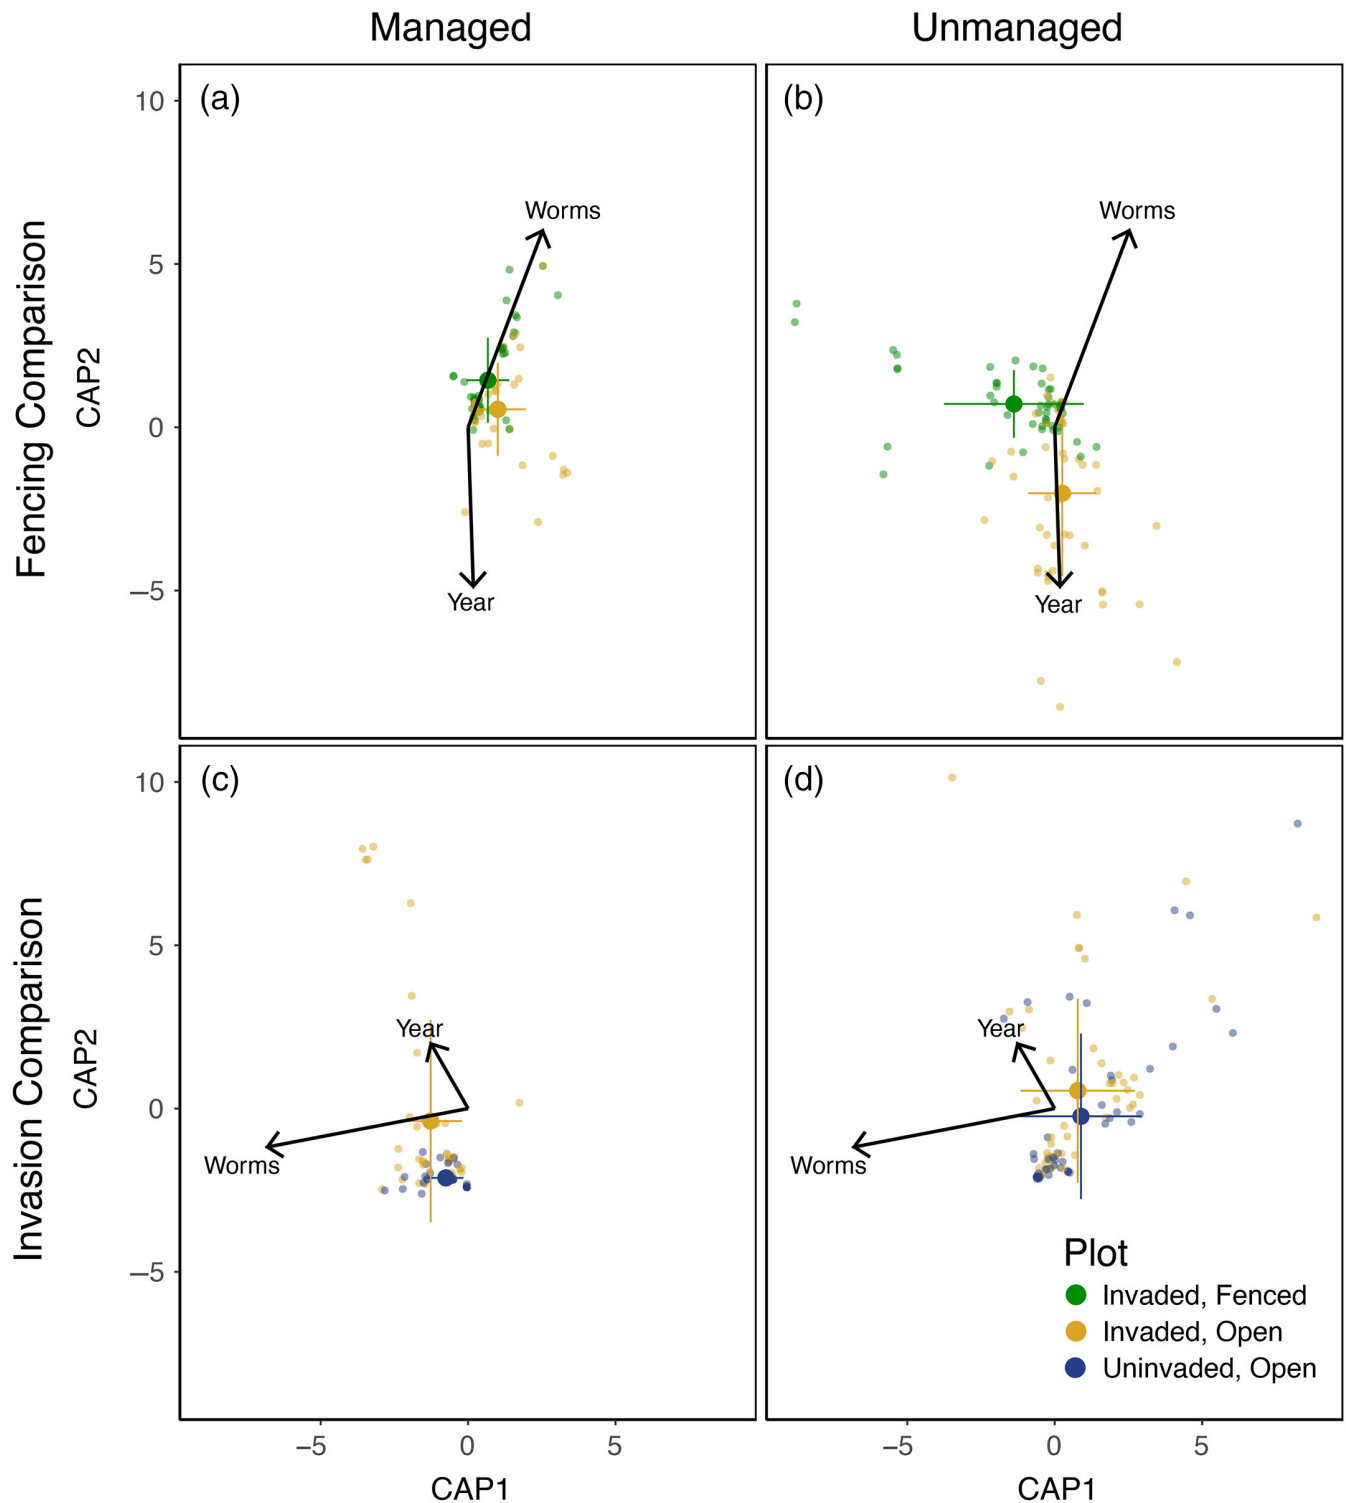 Managed
Unmanaged
Fencing Comparison
CAP2
10
5
0
−5
(a)
Worms
Year
(b)
Worms
Year
Invasion Comparison
CAP2
10
5
0
−5
(c)
Year
Worms
(d)
Year
Worms
Plot
Invaded, Fenced
Invaded, Open
Uninvaded, Open
−5
0
5
−5
0
5
CAP1
CAP1